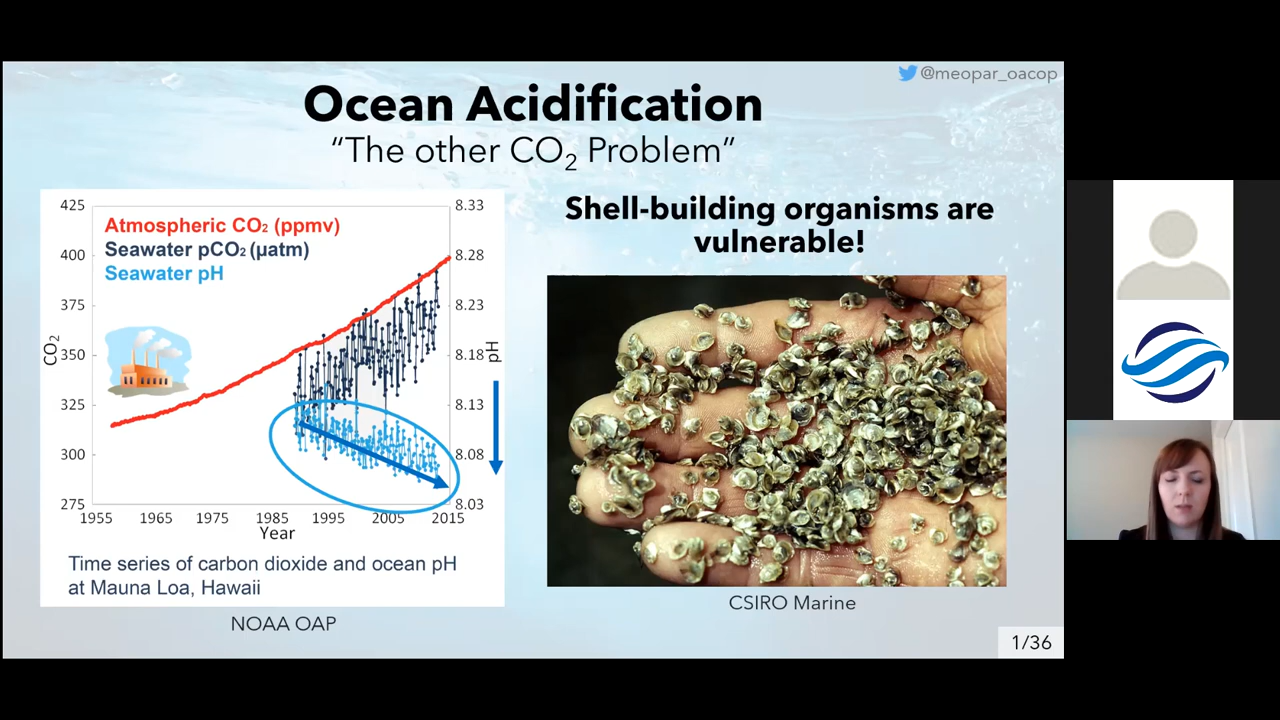 @meopar_oacop
Ocean Acidification
“The other CO₂ Problem”
425
400
375
350
325
300
275
CO₂
Atmospheric CO₂ (ppmv)
Seawater pCO₂ (µatm)
Seawater pH
8.33
8.28
8.23
8.18
8.13
8.08
8.03
pH
1955 1965 1975 1985 1995 2005 2015
Year
Time series of carbon dioxide and ocean pH
at Mauna Loa, Hawaii
NOAA OAP
Shell-building organisms are
vulnerable!
CSIRO Marine
1/36